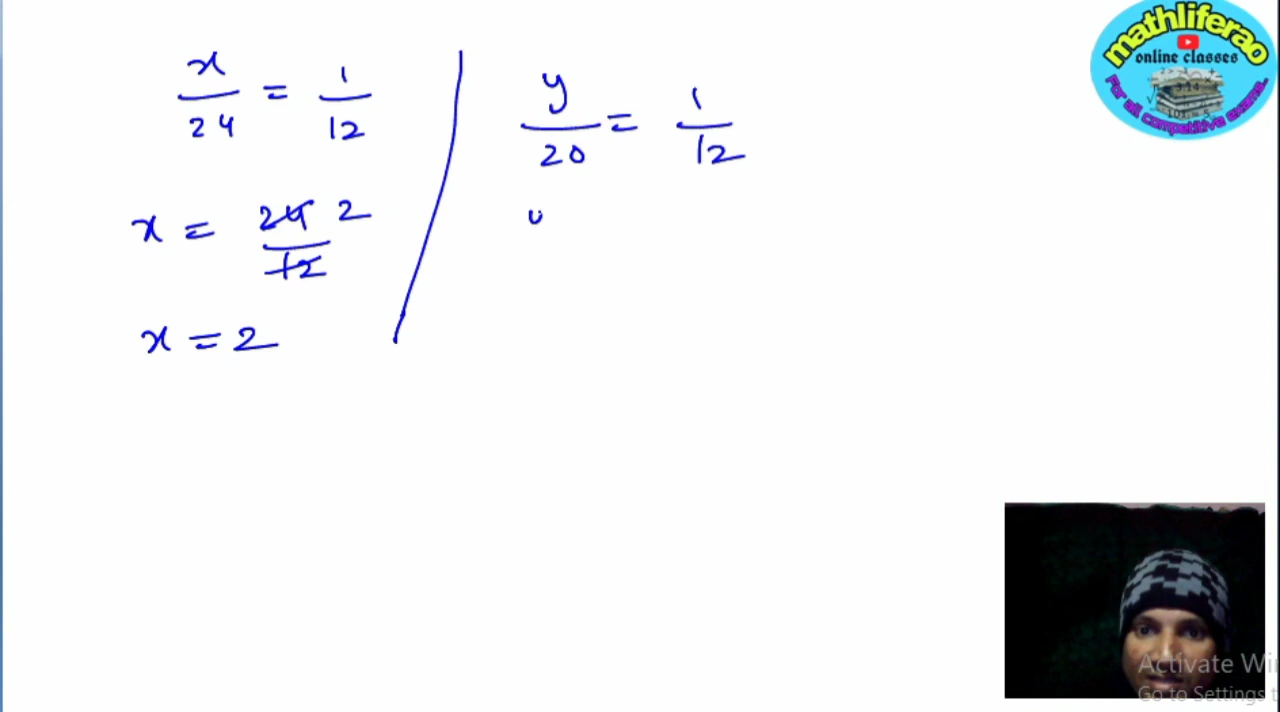 x/24 = 1/12
x = 24/12 2
x = 2
y/20 = 1/12
mathliferao
online classes
For all competitive exams.
Activate Wi
Go to Settings t